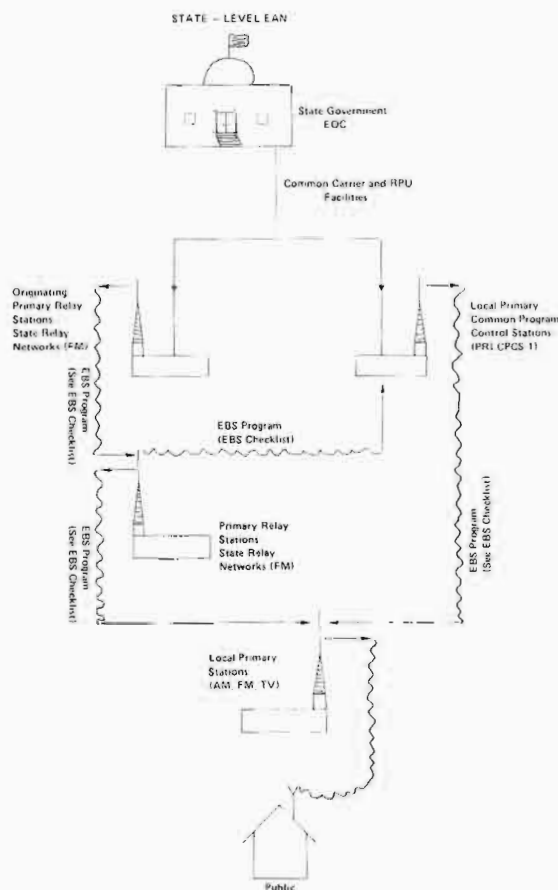 STATE – LEVEL EAN
State Government
EOC
Common Carrier and RPU
Facilities
Originating
Primary Relay
Stations
State Relay
Networks (FM)
Local Primary
Common Program
Control Stations
(PRI CPCS 1)
EBS Program
(See EBS Checklist)
EBS Program
(EBS Checklist)
EBS Program
(See EBS Checklist)
Primary Relay
Stations
State Relay
Networks (FM)
EBS Program
(See EBS Checklist)
Local Primary
Stations
(AM, FM, TV)
Public